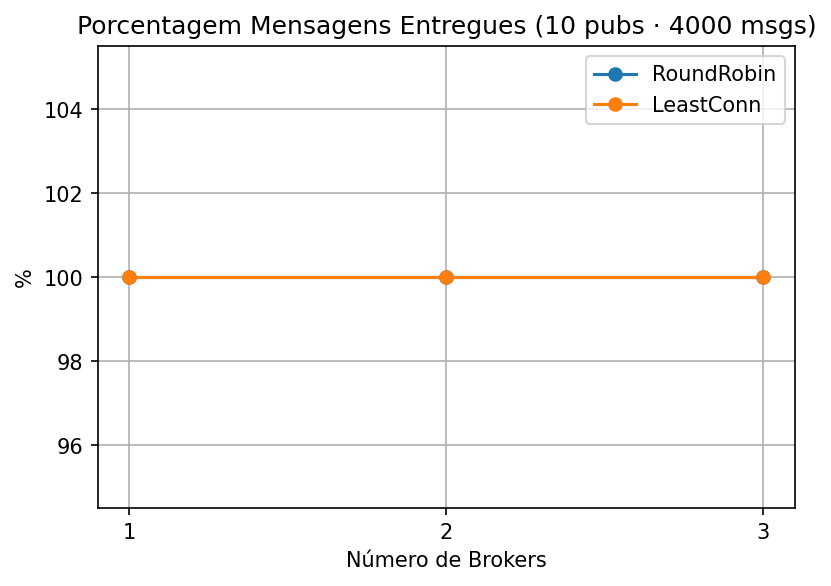 Porcentagem Mensagens Entregues (10 pubs · 4000 msgs)
RoundRobin
LeastConn
104
102
100
98
96
%
1
2
3
Número de Brokers